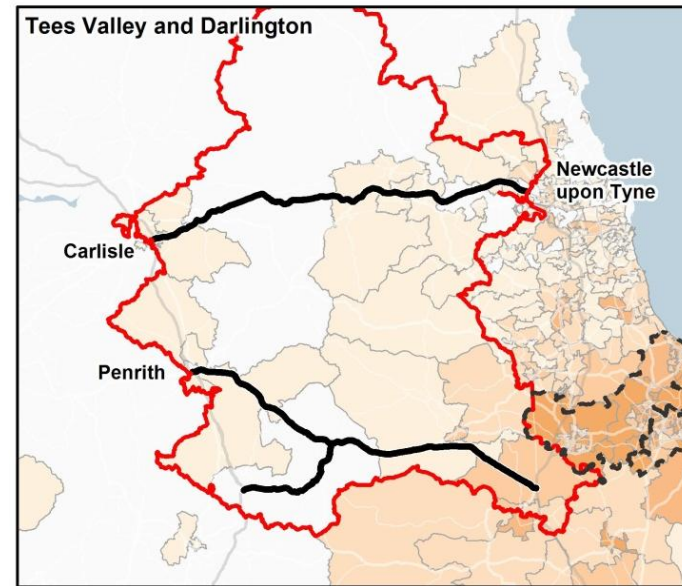 Tees Valley and Darlington
Newcastle
upon Tyne
Carlisle
Penrith